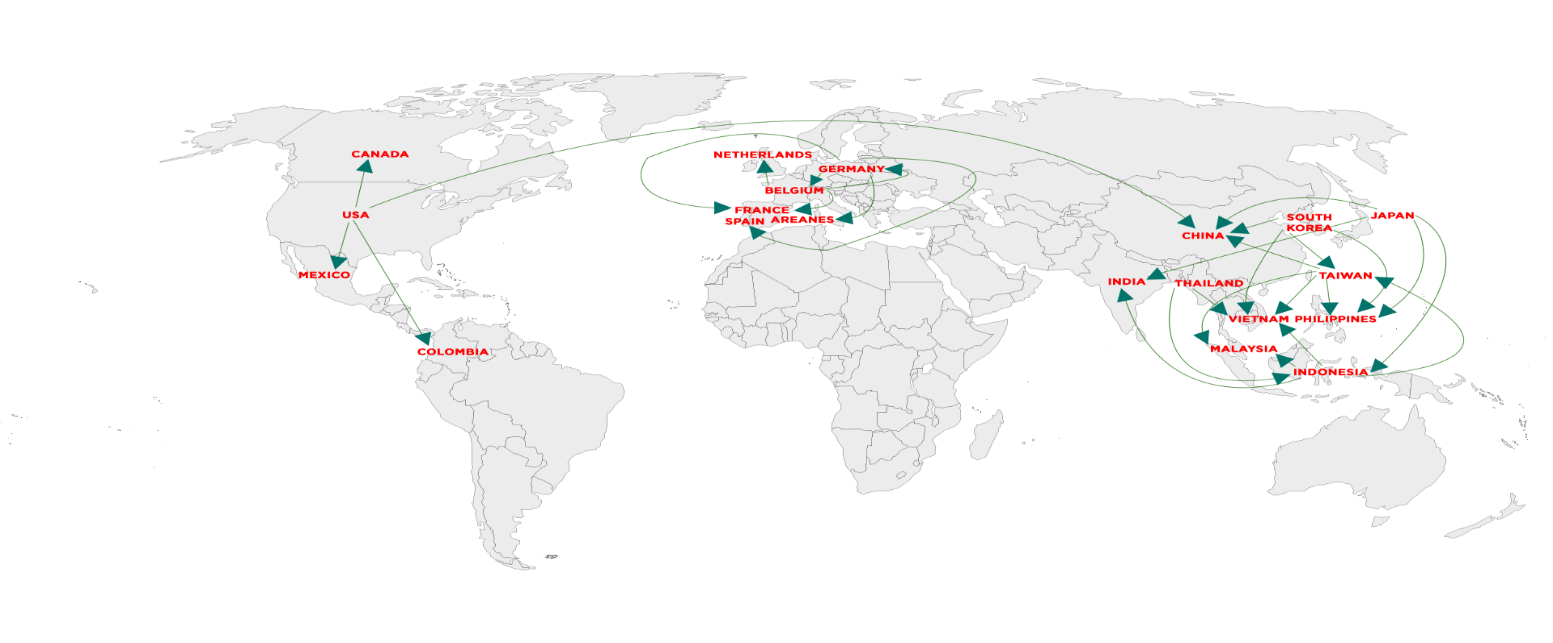 CANADA
NETHERLANDS
GERMANY
BELGIUM
USA
FRANCE
SPAIN AREANES
SOUTH
KOREA
JAPAN
CHINA
MEXICO
INDIA
THAILAND
TAIWAN
VIETNAM PHILIPPINES
MALAYSIA
COLOMBIA
INDONESIA